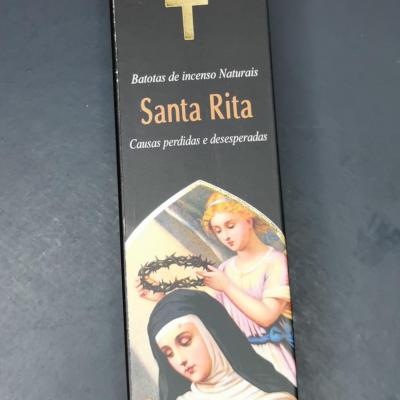 Batotas de incenso Naturais
Santa Rita
Causas perdidas e desesperadas